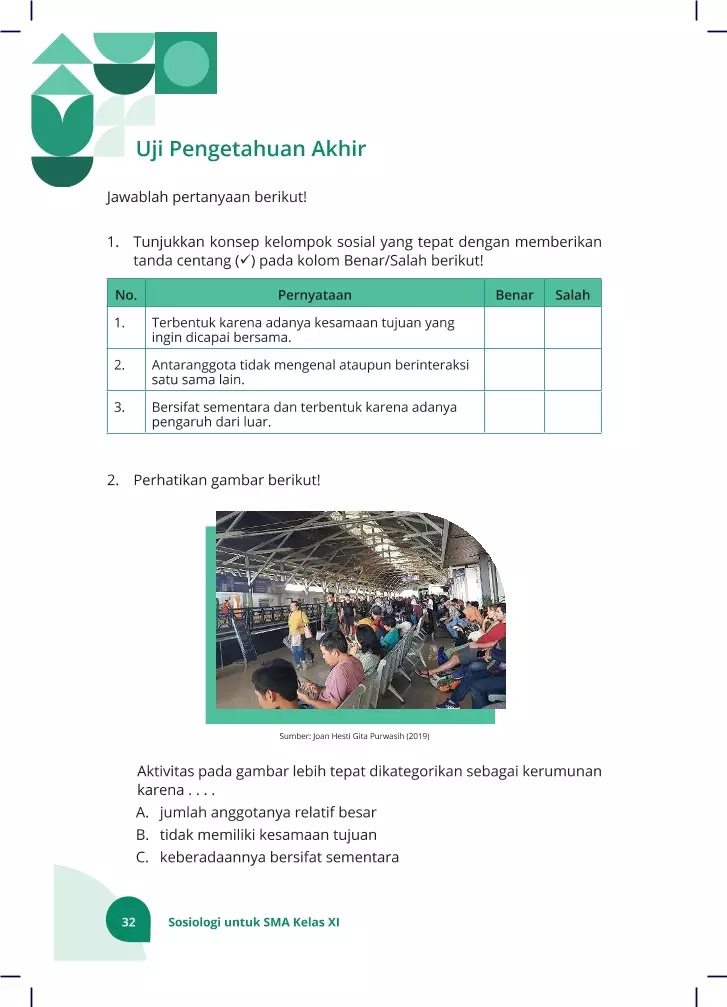 Uji Pengetahuan Akhir
Jawablah pertanyaan berikut!
1. Tunjukkan konsep kelompok sosial yang tepat dengan memberikan
tanda centang (✓) pada kolom Benar/Salah berikut!
No. Pernyataan Benar Salah
1. Terbentuk karena adanya kesamaan tujuan yang
ingin dicapai bersama.
2. Antaranggota tidak mengenal ataupun berinteraksi
satu sama lain.
3. Bersifat sementara dan terbentuk karena adanya
pengaruh dari luar.
2. Perhatikan gambar berikut!
Sumber: Joan Hesti Gita Purwasih (2019)
Aktivitas pada gambar lebih tepat dikategorikan sebagai kerumunan
karena . . . .
A. jumlah anggotanya relatif besar
B. tidak memiliki kesamaan tujuan
C. keberadaannya bersifat sementara
32 Sosiologi untuk SMA Kelas XI